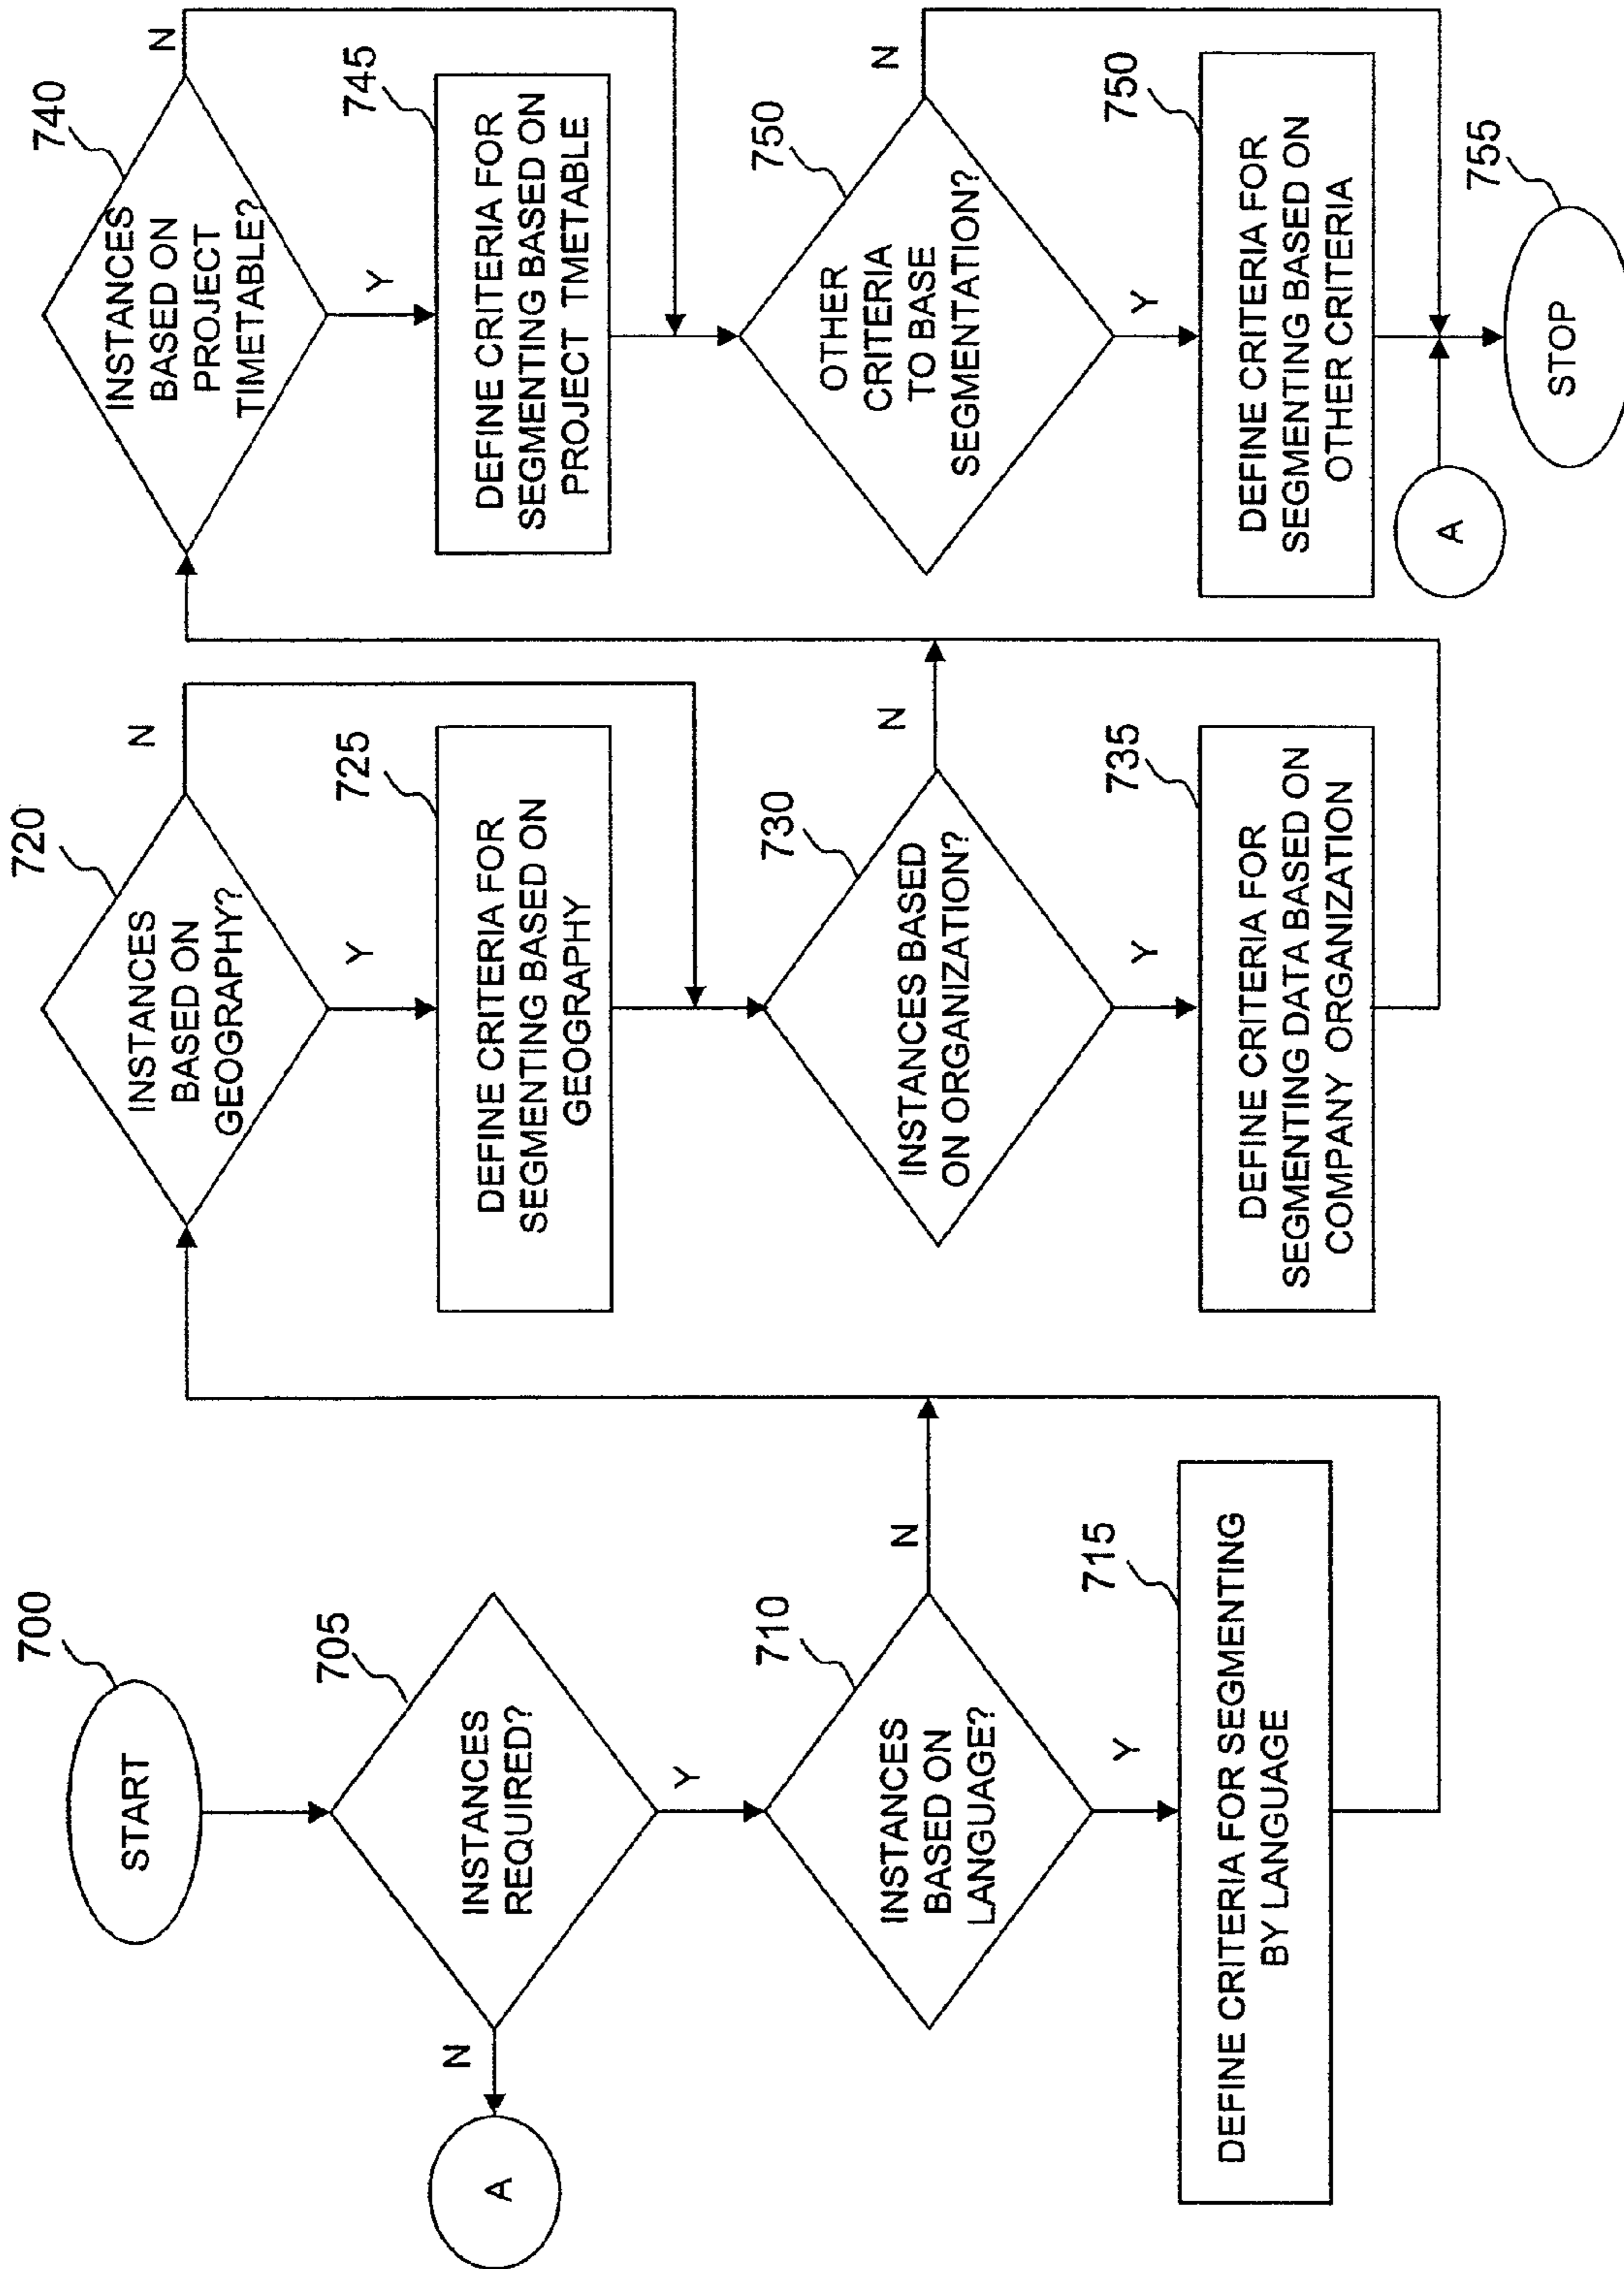 700
START
705
INSTANCES
REQUIRED?
N
A
Y
710
INSTANCES
BASED ON
LANGUAGE?
N
Y
715
DEFINE CRITERIA FOR SEGMENTING
BY LANGUAGE
720
INSTANCES
BASED ON
GEOGRAPHY?
N
Y
725
DEFINE CRITERIA FOR
SEGMENTING BASED ON
GEOGRAPHY
730
INSTANCES BASED
ON ORGANIZATION?
N
Y
735
DEFINE CRITERIA FOR
SEGMENTING DATA BASED ON
COMPANY ORGANIZATION
740
INSTANCES
BASED ON
PROJECT
TIMETABLE?
N
Y
745
DEFINE CRITERIA FOR
SEGMENTING BASED ON
PROJECT TMETABLE
750
OTHER
CRITERIA
TO BASE
SEGMENTATION?
N
Y
750
DEFINE CRITERIA FOR
SEGMENTING BASED ON
OTHER CRITERIA
A
755
STOP